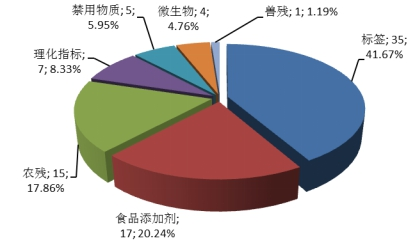 禁用物质; 5;
5.95%
微生物; 4;
4.76%
兽残; 1; 1.19%
标签; 35;
41.67%
理化指标;
7; 8.33%
农残; 15;
17.86%
食品添加剂;
17; 20.24%